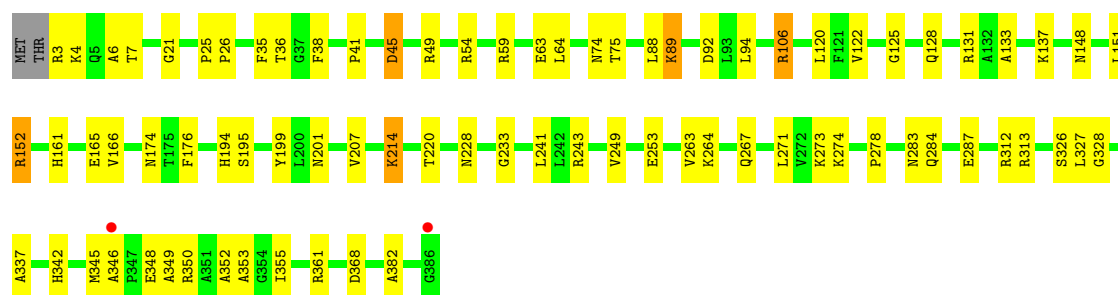 MET THR R3 K4 Q5 A6 T7 G21 P25 P26 F35 T36 G37 F38 P41 D45 R49 R54 R59 E63 L64 N74 T75 L88 K89 D92 L93 L94 R106 L120 F121 V122 G125 Q128 R131 A132 A133 K137 N148 L151
R152 H161 E165 V166 N174 T175 F176 H194 S195 Y199 L200 N201 V207 K214 T220 N228 G233 L241 L242 R243 V249 E253 V263 K264 Q267 L271 V272 K273 K274 P278 N283 Q284 E287 R312 R313 S326 L327 G328
A337 H342 M345 A346 P347 E348 A349 R350 A351 A352 A353 G354 I355 R361 D368 A382 G386